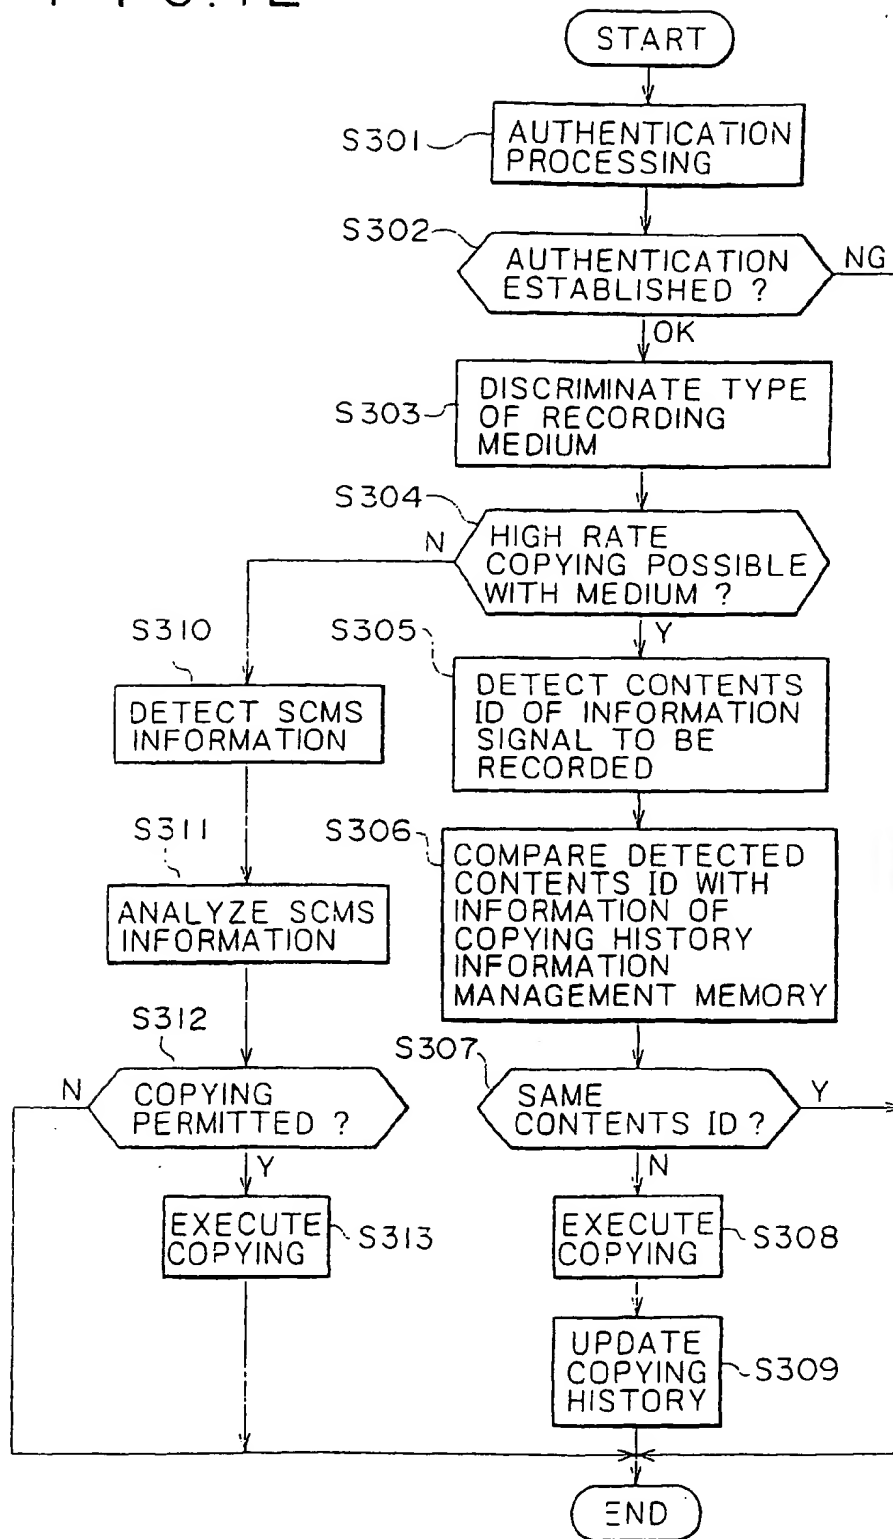 START
S301
AUTHENTICATION
PROCESSING
S302
AUTHENTICATION
ESTABLISHED ?
NG
OK
S303
DISCRIMINATE TYPE
OF RECORDING
MEDIUM
S304
HIGH RATE
COPYING POSSIBLE
WITH MEDIUM ?
N
Y
S310
DETECT SCMS
INFORMATION
S305
DETECT CONTENTS
ID OF INFORMATION
SIGNAL TO BE
RECORDED
S311
ANALYZE SCMS
INFORMATION
S306
COMPARE DETECTED
CONTENTS ID WITH
INFORMATION OF
COPYING HISTORY
INFORMATION
MANAGEMENT MEMORY
S312
N
COPYING
PERMITTED ?
Y
S307
SAME
CONTENTS ID ?
Y
N
EXECUTE
COPYING
S313
EXECUTE
COPYING
S308
UPDATE
COPYING
HISTORY
S309
END